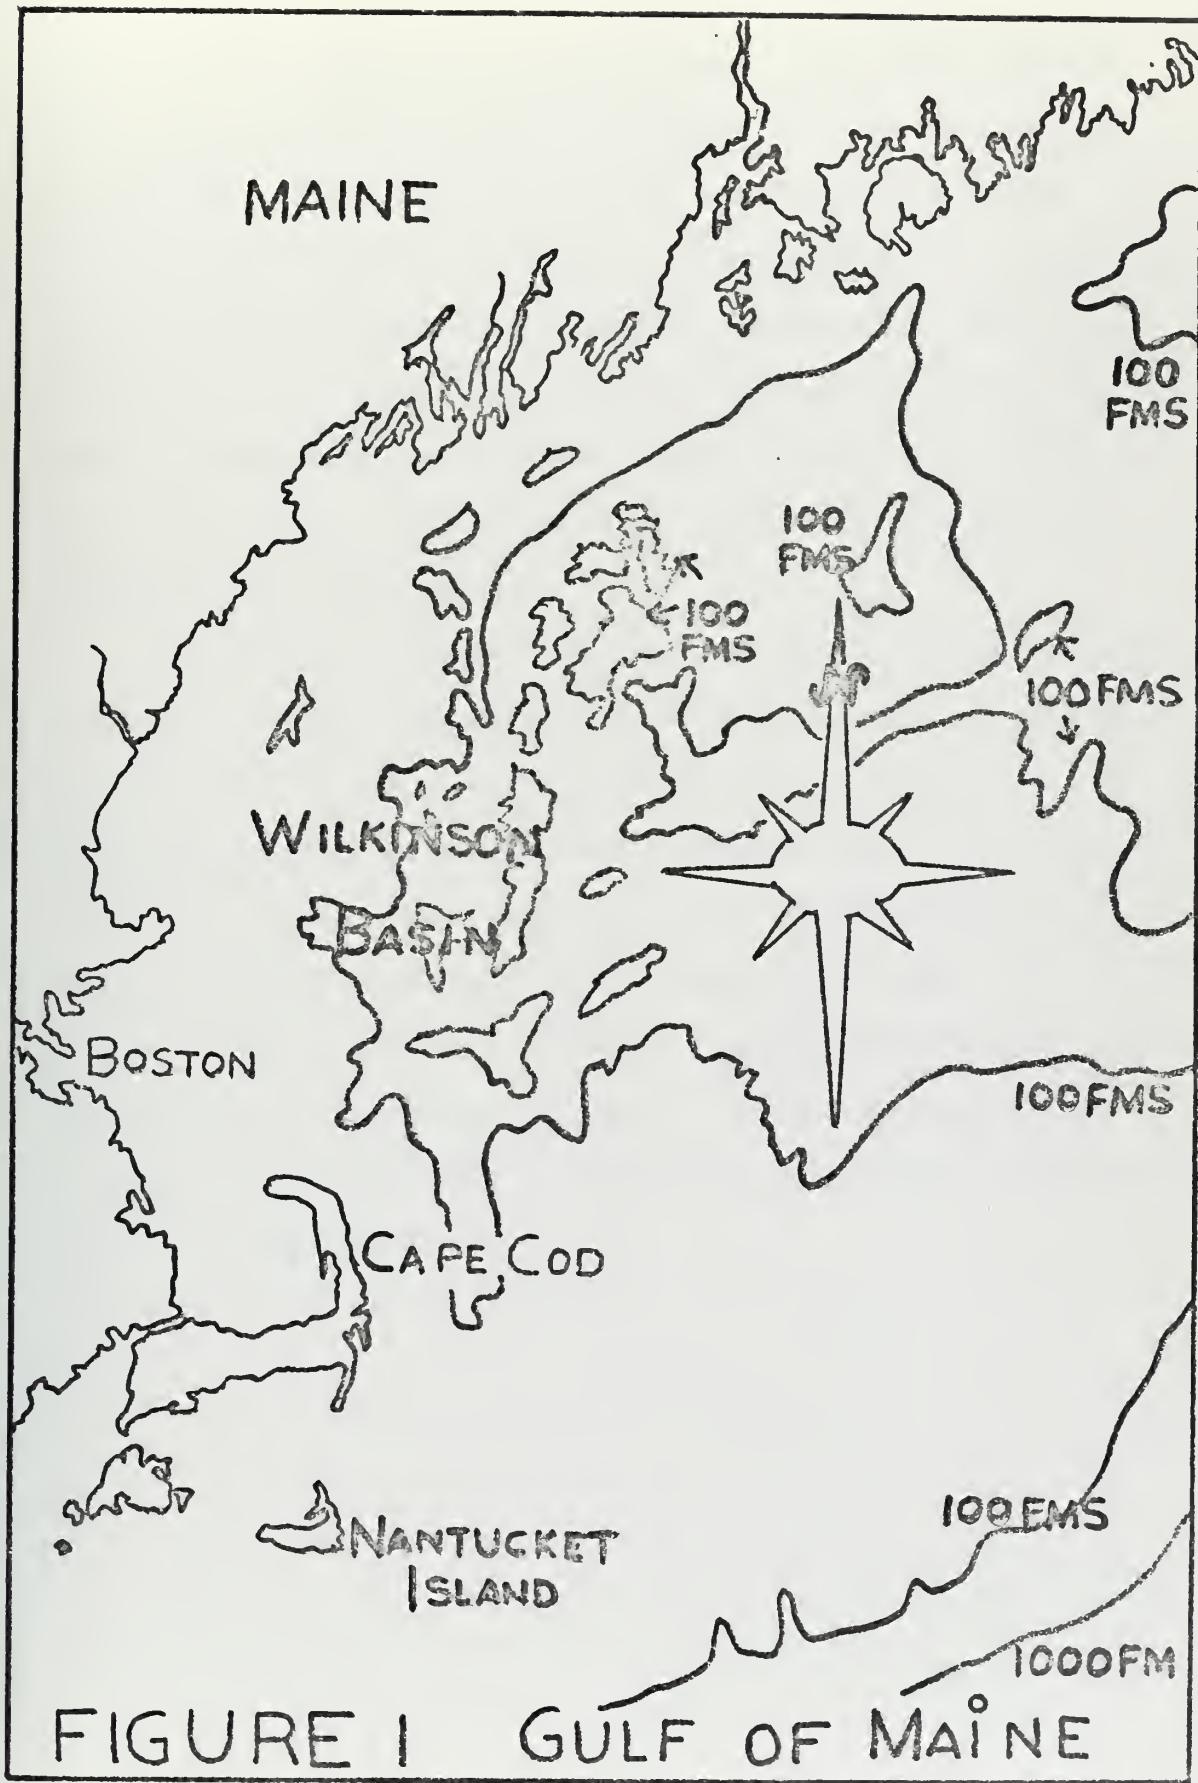 MAINE
100
FMS
100
FMS
100
FMS
N
100 FMS
WILKINSON
BASIN
BOSTON
100 FMS
CAPE COD
100 FMS
NANTUCKET
ISLAND
1000 FM
FIGURE 1 GULF OF MAINE